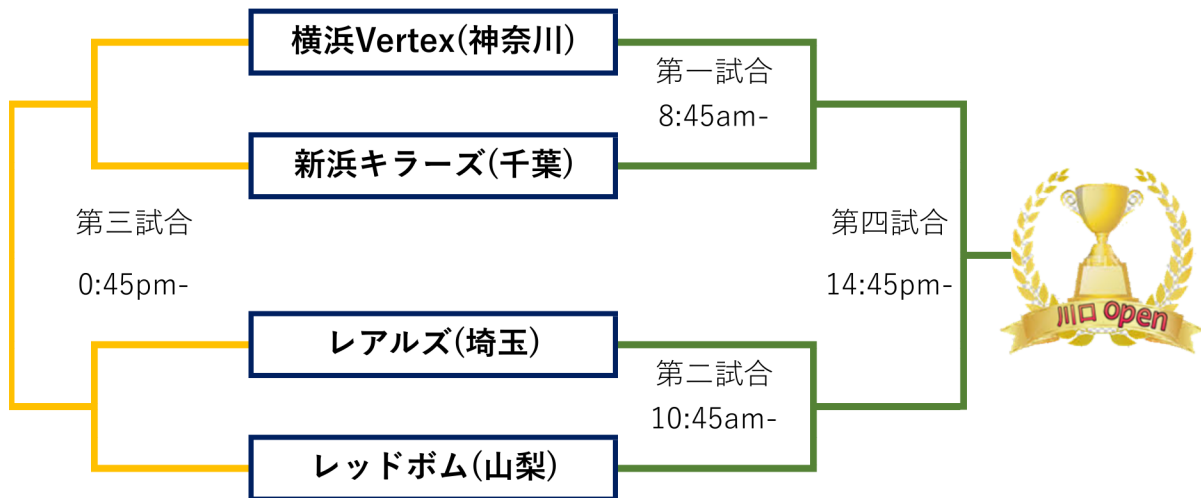 横浜Vertex(神奈川)
第一試合
8:45am-
新浜キラーズ(千葉)
第三試合
0:45pm-
第四試合
14:45pm-
川口 Open
レアルズ(埼玉)
第二試合
10:45am-
レッドボム(山梨)